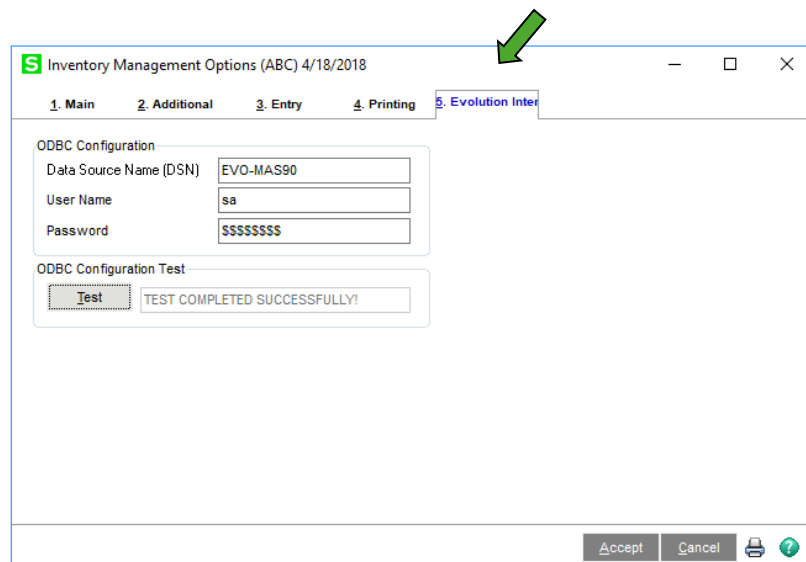 S Inventory Management Options (ABC) 4/18/2018
1. Main 2. Additional 3. Entry 4. Printing 5. Evolution Inter
ODBC Configuration
Data Source Name (DSN) EVO-MAS90
User Name sa
Password $$$$$$$$
ODBC Configuration Test
Test TEST COMPLETED SUCCESSFULLY!
Accept Cancel ?